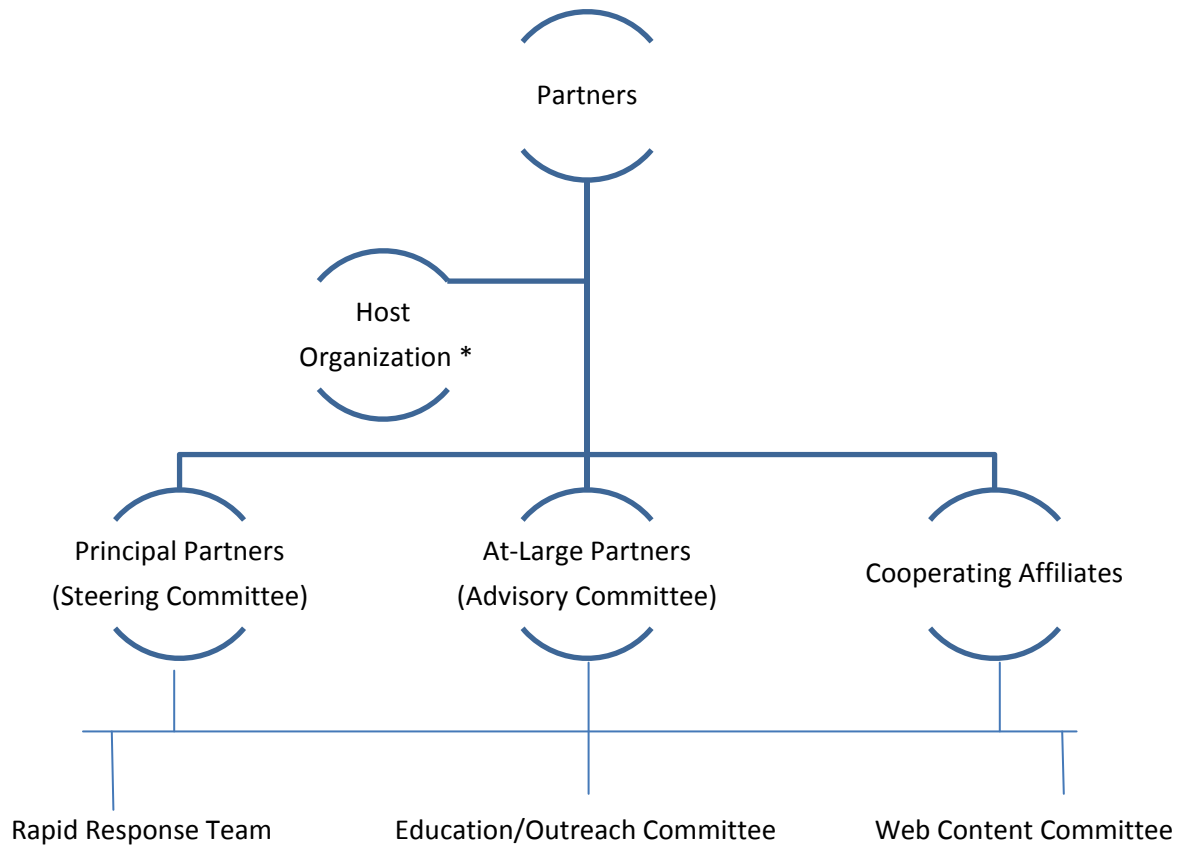 Partners
Host
Organization *
Principal Partners
(Steering Committee)
At-Large Partners
(Advisory Committee)
Cooperating Affiliates
Rapid Response Team
Education/Outreach Committee
Web Content Committee